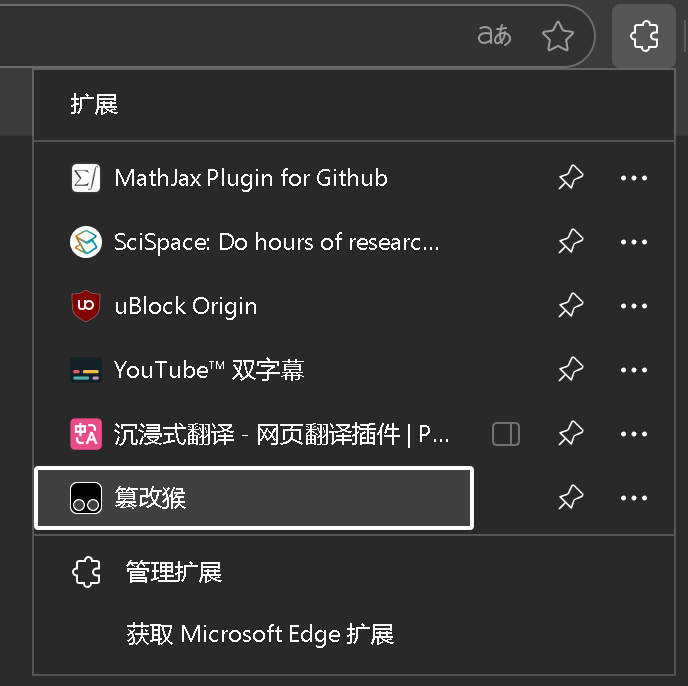 aあ
扩展
MathJax Plugin for Github
SciSpace: Do hours of researc...
uBlock Origin
YouTube™ 双字幕
沉浸式翻译 - 网页翻译插件 | P...
篡改猴
管理扩展
获取 Microsoft Edge 扩展